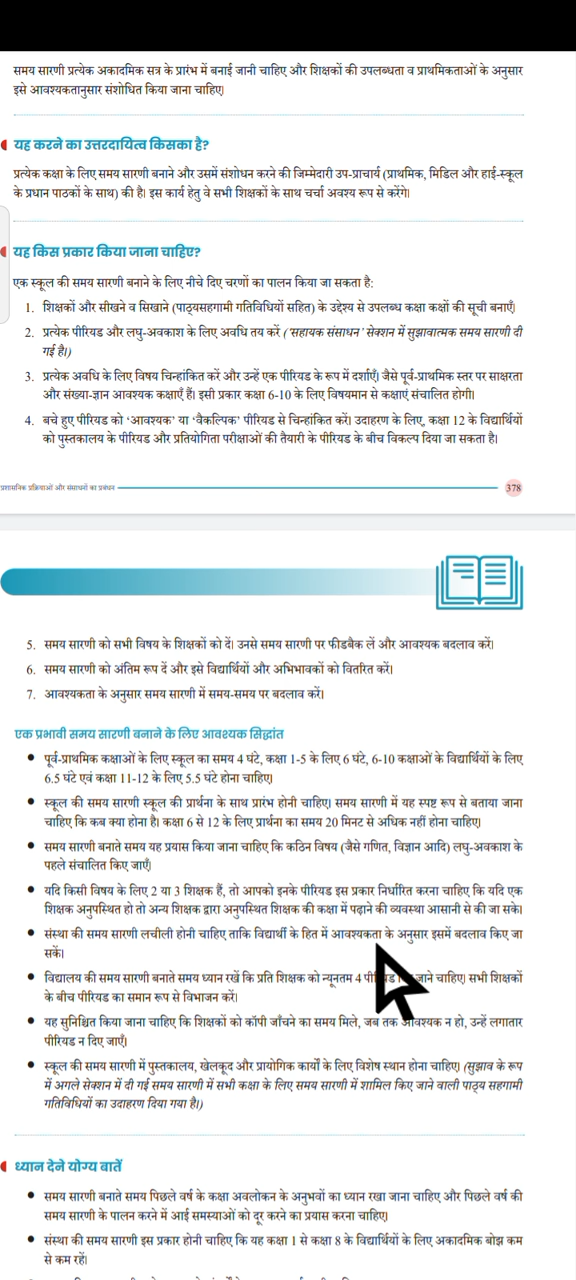 समय सारणी प्रत्येक अकादमिक सत्र के प्रारंभ में बनाई जानी चाहिए और शिक्षकों की उपलब्धता व प्राथमिकताओं के अनुसार
इसे आवश्यकतानुसार संशोधित किया जाना चाहिए।
यह करने का उत्तरदायित्व किसका है?
प्रत्येक कक्षा के लिए समय सारणी बनाने और उसमें संशोधन करने की जिम्मेदारी उप-प्राचार्य (प्राथमिक, मिडिल और हाई-स्कूल
के प्रधान पाठकों के साथ) की है। इस कार्य हेतु वे सभी शिक्षकों के साथ चर्चा अवश्य रूप से करेंगे।
यह किस प्रकार किया जाना चाहिए?
एक स्कूल की समय सारणी बनाने के लिए नीचे दिए चरणों का पालन किया जा सकता है:
1. शिक्षकों और सीखने व सिखाने (पाठ्यसहगामी गतिविधियों सहित) के उद्देश्य से उपलब्ध कक्षा कक्षों की सूची बनाएँ।
2. प्रत्येक पीरियड और लघु-अवकाश के लिए अवधि तय करें ('सहायक संसाधन' सेक्शन में सुझावात्मक समय सारणी दी
गई है।)
3. प्रत्येक अवधि के लिए विषय चिन्हांकित करें और उन्हें एक पीरियड के रूप में दर्शाएँ। जैसे पूर्व-प्राथमिक स्तर पर साक्षरता
और संख्या-ज्ञान आवश्यक कक्षाएँ हैं। इसी प्रकार कक्षा 6-10 के लिए विषयमान से कक्षाएं संचालित होगी।
4. बचे हुए पीरियड को 'आवश्यक' या 'वैकल्पिक' पीरियड से चिन्हांकित करें। उदाहरण के लिए, कक्षा 12 के विद्यार्थियों
को पुस्तकालय के पीरियड और प्रतियोगिता परीक्षाओं की तैयारी के पीरियड के बीच विकल्प दिया जा सकता है।
प्रशासनिक प्रक्रियाओं और संसाधनों का प्रबंधन 378
5. समय सारणी को सभी विषय के शिक्षकों को दें। उनसे समय सारणी पर फीडबैक लें और आवश्यक बदलाव करें।
6. समय सारणी को अंतिम रूप दें और इसे विद्यार्थियों और अभिभावकों को वितरित करें।
7. आवश्यकता के अनुसार समय सारणी में समय-समय पर बदलाव करें।
एक प्रभावी समय सारणी बनाने के लिए आवश्यक सिद्धांत
● पूर्व-प्राथमिक कक्षाओं के लिए स्कूल का समय 4 घंटे, कक्षा 1-5 के लिए 6 घंटे, 6-10 कक्षाओं के विद्यार्थियों के लिए
6.5 घंटे एवं कक्षा 11-12 के लिए 5.5 घंटे होना चाहिए।
● स्कूल की समय सारणी स्कूल की प्रार्थना के साथ प्रारंभ होनी चाहिए। समय सारणी में यह स्पष्ट रूप से बताया जाना
चाहिए कि कब क्या होना है। कक्षा 6 से 12 के लिए प्रार्थना का समय 20 मिनट से अधिक नहीं होना चाहिए।
● समय सारणी बनाते समय यह प्रयास किया जाना चाहिए कि कठिन विषय (जैसे गणित, विज्ञान आदि) लघु-अवकाश के
पहले संचालित किए जाएँ।
● यदि किसी विषय के लिए 2 या 3 शिक्षक हैं, तो आपको इनके पीरियड इस प्रकार निर्धारित करना चाहिए कि यदि एक
शिक्षक अनुपस्थित हो तो अन्य शिक्षक द्वारा अनुपस्थित शिक्षक की कक्षा में पढ़ाने की व्यवस्था आसानी से की जा सके।
● संस्था की समय सारणी लचीली होनी चाहिए ताकि विद्यार्थी के हित में आवश्यकता के अनुसार इसमें बदलाव किए जा
सकें।
● विद्यालय की समय सारणी बनाते समय ध्यान रखें कि प्रति शिक्षक को न्यूनतम 4 जाने चाहिए। सभी शिक्षकों
के बीच पीरियड का समान रूप से विभाजन करें।
● यह सुनिश्चित किया जाना चाहिए कि शिक्षकों को कॉपी जाँचने का समय मिले, जब तक आवश्यक न हो, उन्हें लगातार
पीरियड न दिए जाएँ।
● स्कूल की समय सारणी में पुस्तकालय, खेलकूद और प्रायोगिक कार्यों के लिए विशेष स्थान होना चाहिए। (सुझाव के रूप
में अगले सेक्शन में दी गई समय सारणी में सभी कक्षा के लिए समय सारणी में शामिल किए जाने वाली पाठ्य सहगामी
गतिविधियों का उदाहरण दिया गया है।)
ध्यान देने योग्य बातें
● समय सारणी बनाते समय पिछले वर्ष के कक्षा अवलोकन के अनुभवों का ध्यान रखा जाना चाहिए और पिछले वर्ष की
समय सारणी के पालन करने में आई समस्याओं को दूर करने का प्रयास करना चाहिए।
● संस्था की समय सारणी इस प्रकार होनी चाहिए कि यह कक्षा 1 से कक्षा 8 के विद्यार्थियों के लिए अकादमिक बोझ कम
से कम रहें।